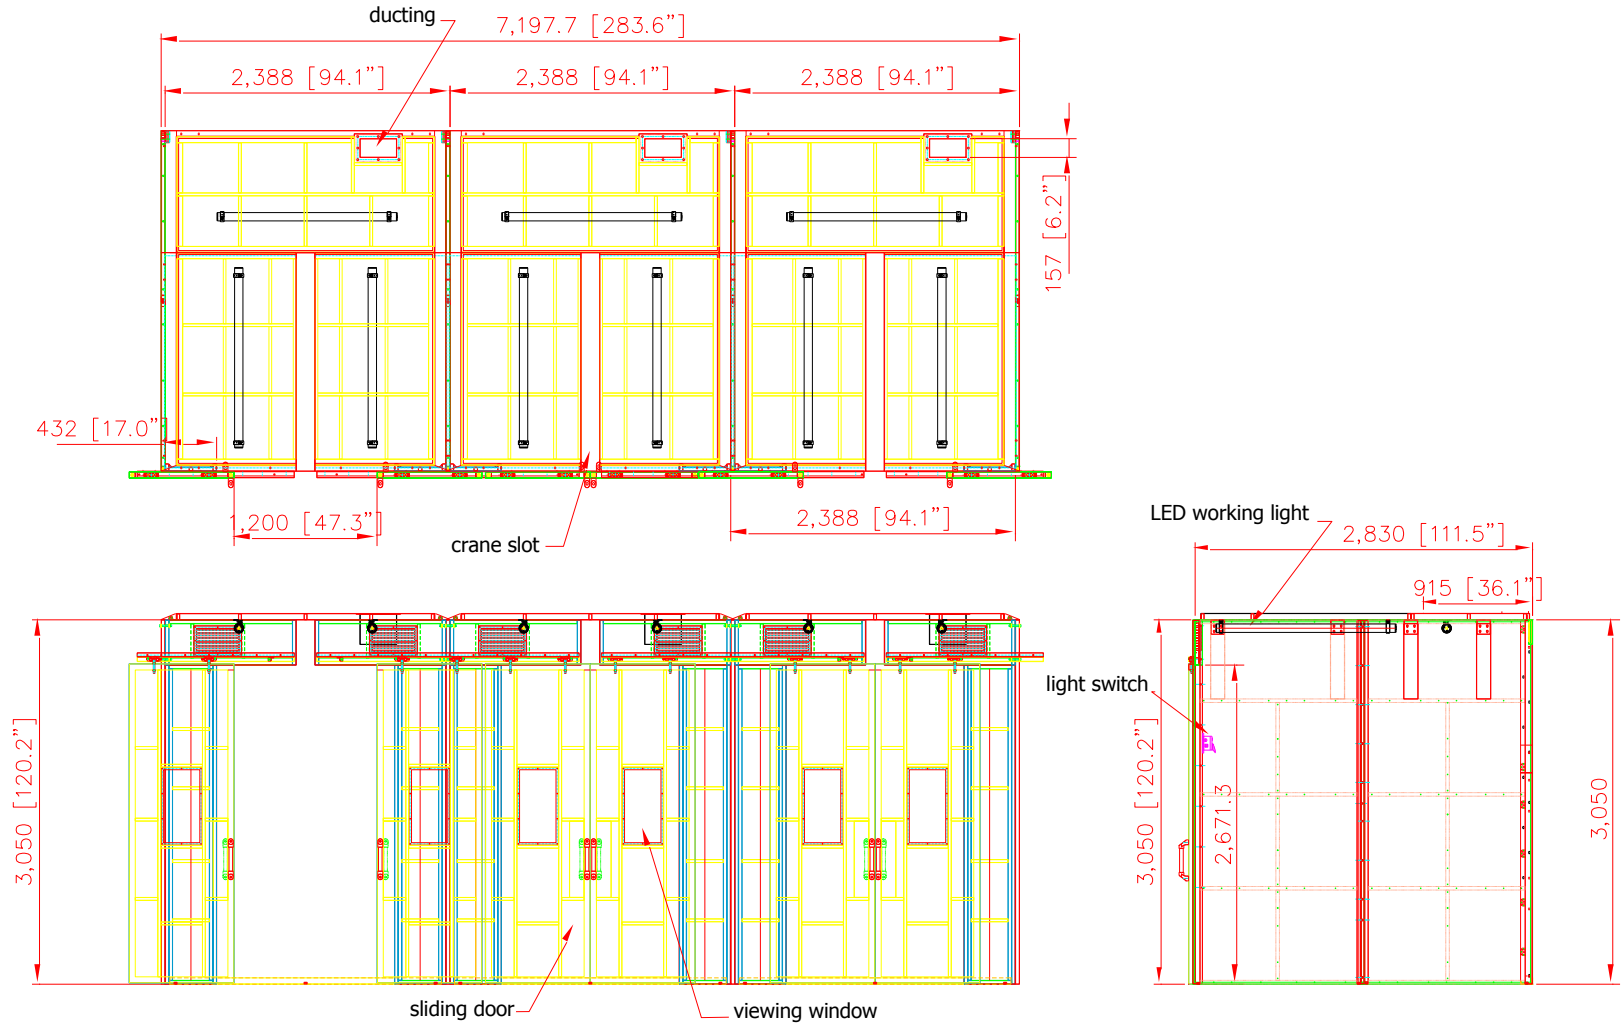 ducting
7,197.7 [283.6”]
2,388 [94.1”]
2,388 [94.1”]
2,388 [94.1”]
157 [6.2”]
432 [17.0”]
1,200 [47.3”]
2,388 [94.1”]
crane slot
LED working light
2,830 [111.5”]
915 [36.1”]
light switch
3,050 [120.2”]
3,050 [120.2”]
2,671.3
3,050
sliding door
viewing window